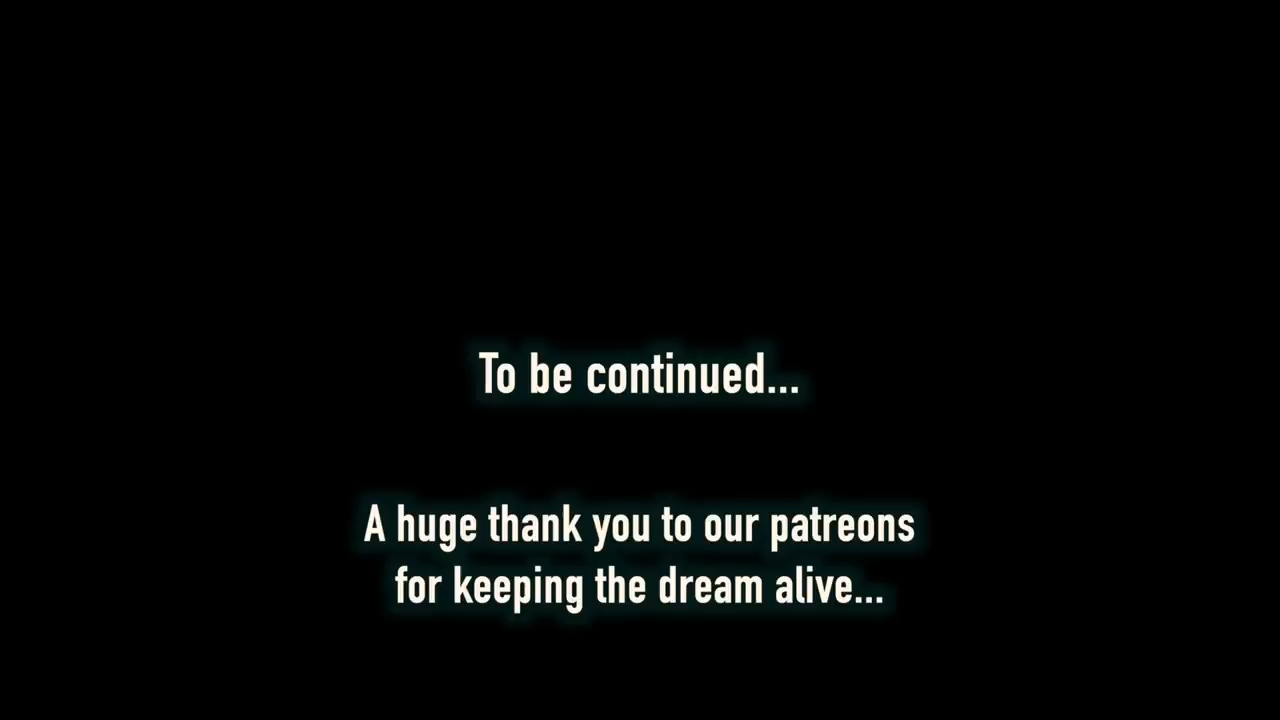 To be continued...
A huge thank you to our patreons
for keeping the dream alive...